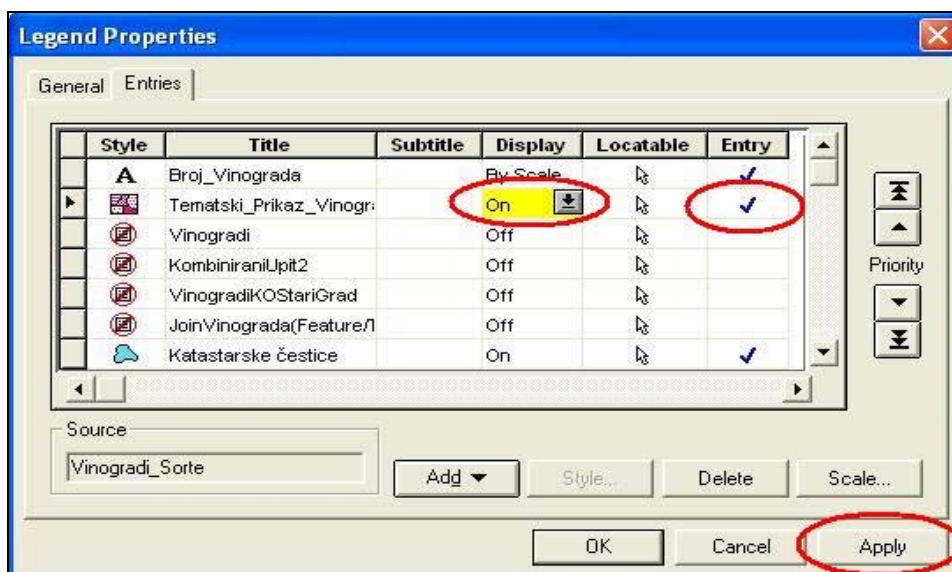 Legend Properties
General Entries
Style Title Subtitle Display Locatable Entry
A Broj_Vinograda By Scale
Tematski_Prikaz_Vinogr On
Vinogradi Off
KombiniraniUpit2 Off
VinogradiKOStariGrad Off
JoinVinograda(Feature/ Off
Katastarske čestice On
Priority
Source
Vinogradi_Sorte
Add Style... Delete Scale...
OK Cancel Apply